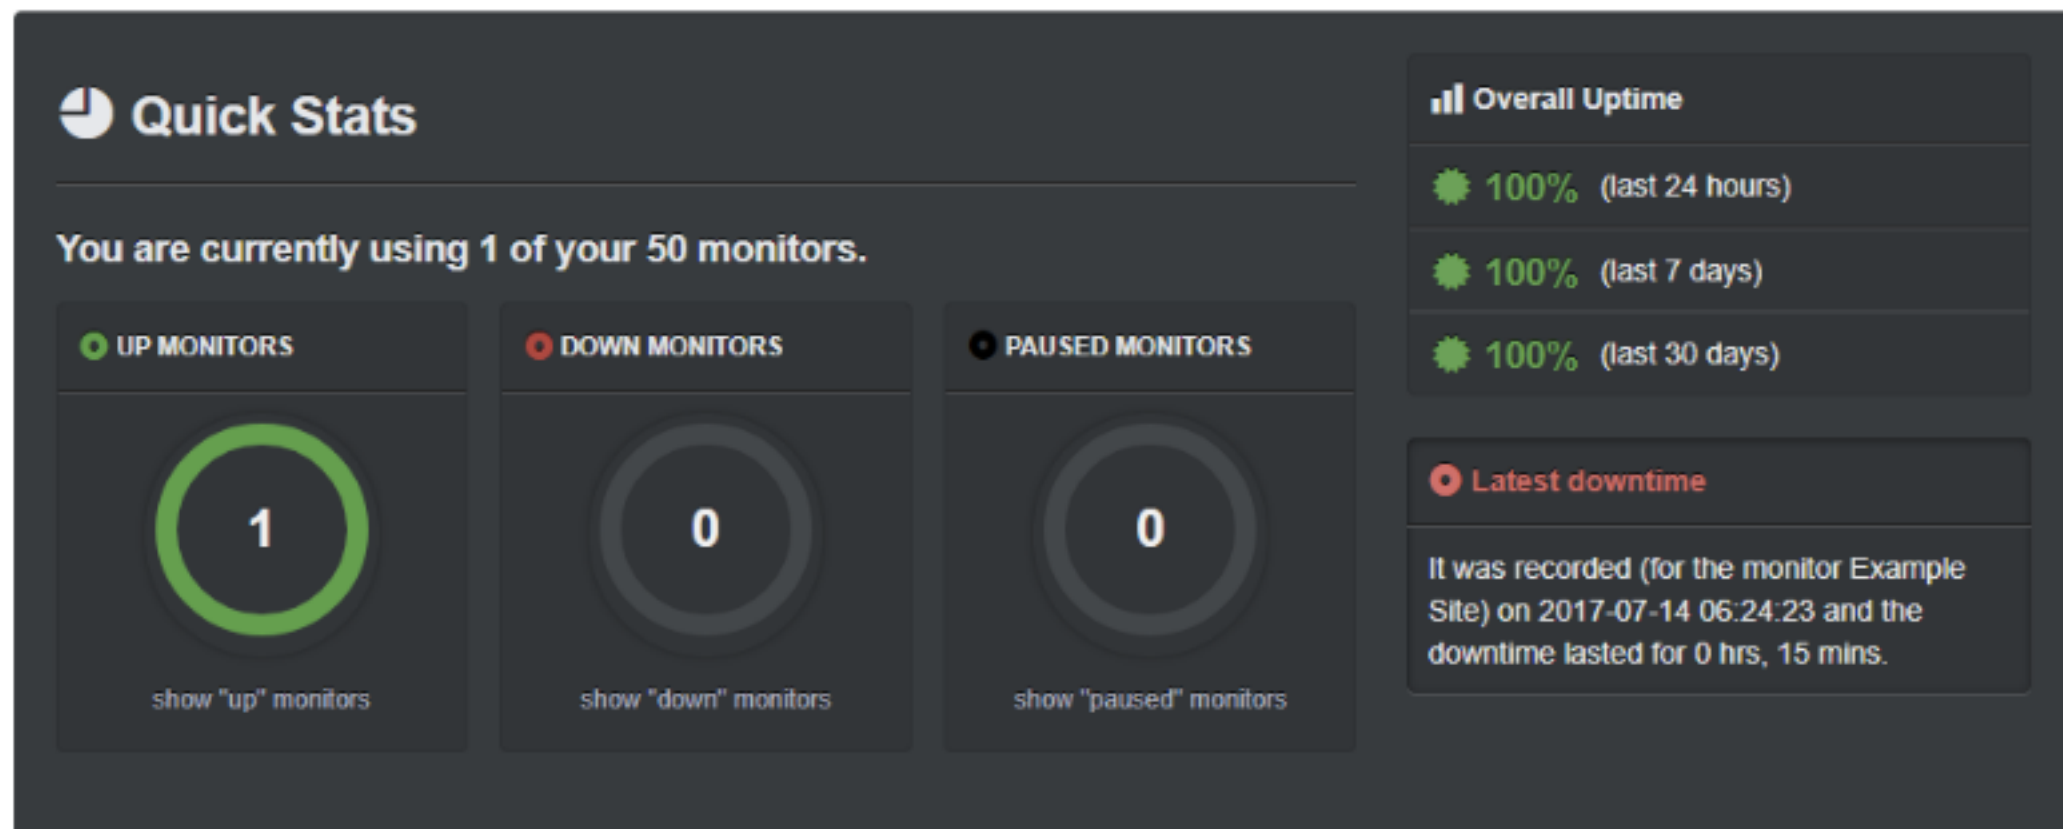 Quick Stats
You are currently using 1 of your 50 monitors.
UP MONITORS
1
show "up" monitors
DOWN MONITORS
0
show "down" monitors
PAUSED MONITORS
0
show "paused" monitors
Overall Uptime
100% (last 24 hours)
100% (last 7 days)
100% (last 30 days)
Latest downtime
It was recorded (for the monitor Example
Site) on 2017-07-14 06:24:23 and the
downtime lasted for 0 hrs, 15 mins.